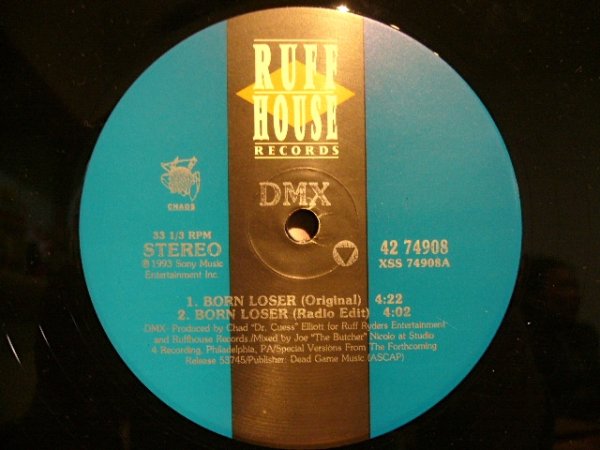 RUFF
HOUSE
RECORDS
DMX
CHAOS
33 1/3 RPM
STEREO
℗ 1993 Sony Music
Entertainment Inc.
42 74908
XSS 74908A
1. BORN LOSER (Original) 4:22
2. BORN LOSER (Radio Edit) 4:02
DMX- Produced by Chad "Dr. Cuess" Elliott for Ruff Ryders Entertainment
and Ruffhouse Records./Mixed by Joe "The Butcher" Nicolo at Studio
4 Recording, Philadelphia, PA/Special Versions From The Forthcoming
Release 53745/Publisher: Dead Game Music (ASCAP)